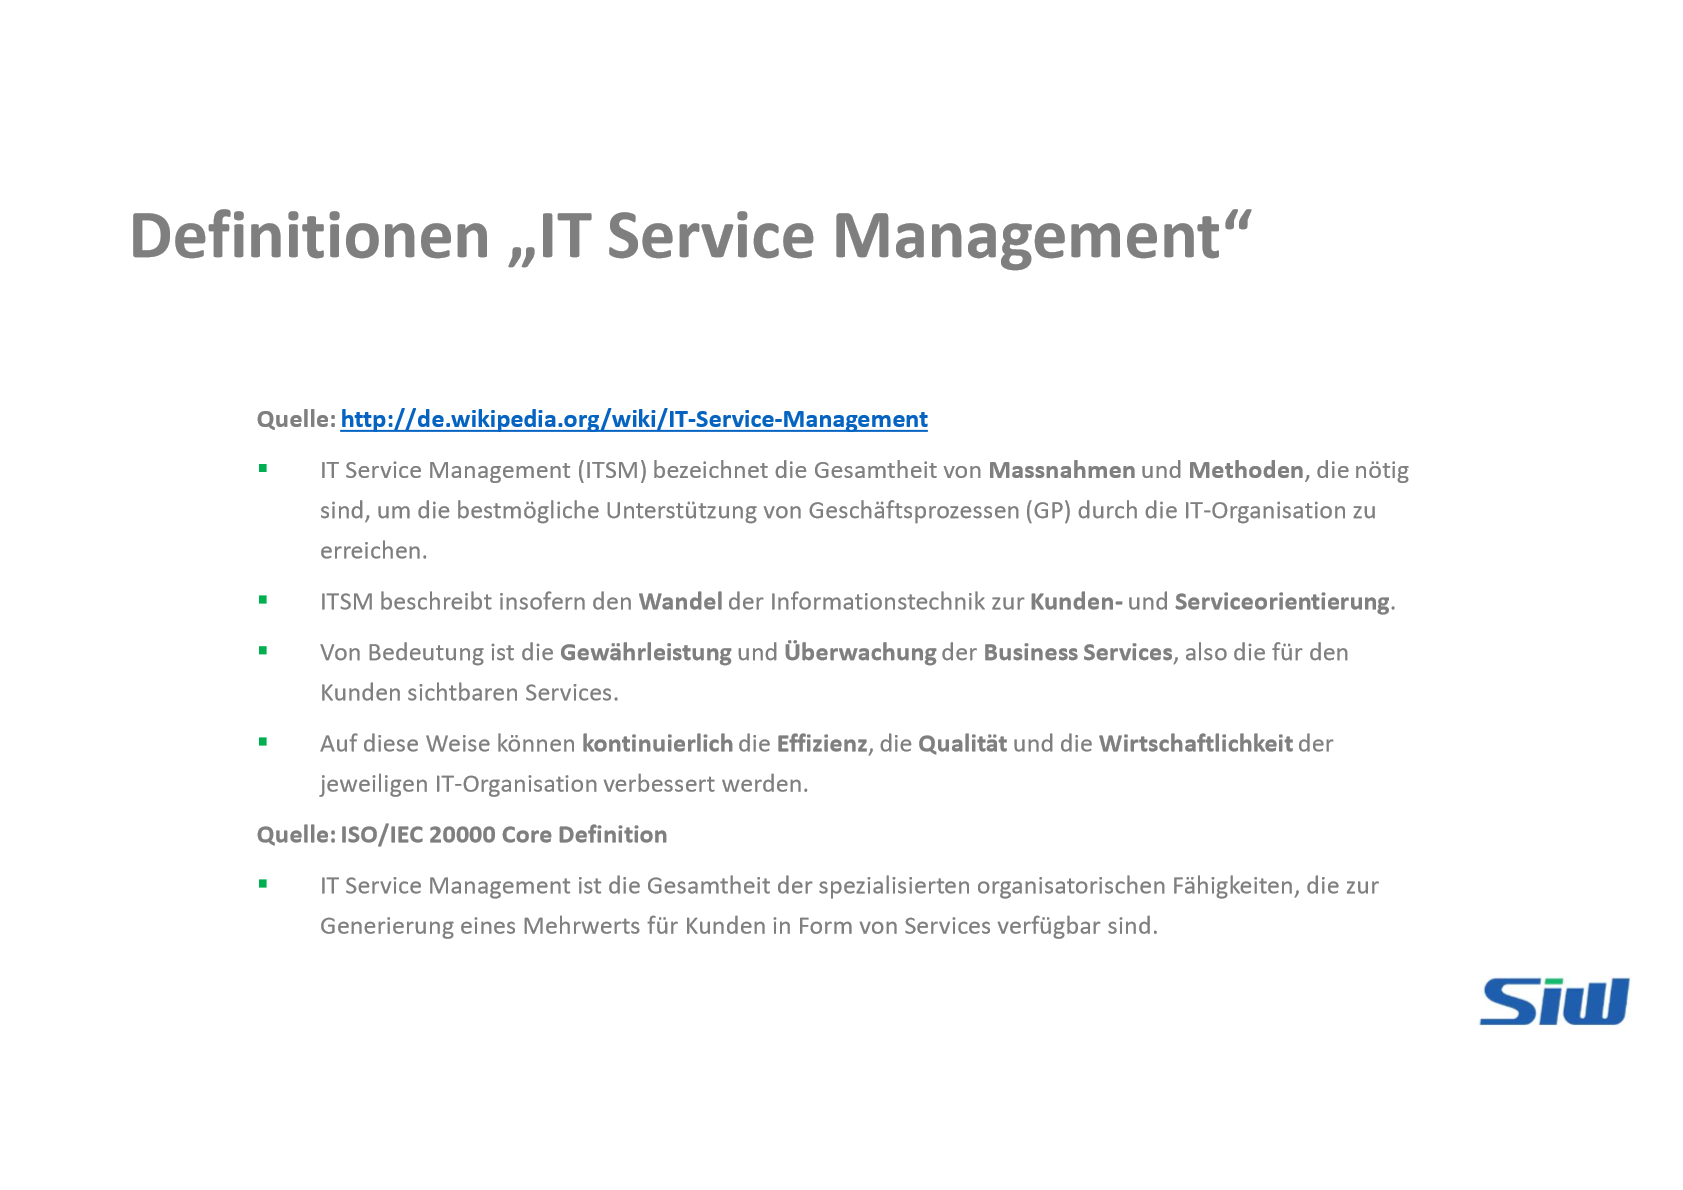 Definitionen „IT Service Management“
Quelle: http://de.wikipedia.org/wiki/IT-Service-Management
▪ IT Service Management (ITSM) bezeichnet die Gesamtheit von Massnahmen und Methoden, die nötig
sind, um die bestmögliche Unterstützung von Geschäftsprozessen (GP) durch die IT-Organisation zu
erreichen.
▪ ITSM beschreibt insofern den Wandel der Informationstechnik zur Kunden- und Serviceorientierung.
▪ Von Bedeutung ist die Gewährleistung und Überwachung der Business Services, also die für den
Kunden sichtbaren Services.
▪ Auf diese Weise können kontinuierlich die Effizienz, die Qualität und die Wirtschaftlichkeit der
jeweiligen IT-Organisation verbessert werden.
Quelle: ISO/IEC 20000 Core Definition
▪ IT Service Management ist die Gesamtheit der spezialisierten organisatorischen Fähigkeiten, die zur
Generierung eines Mehrwerts für Kunden in Form von Services verfügbar sind.
Siw